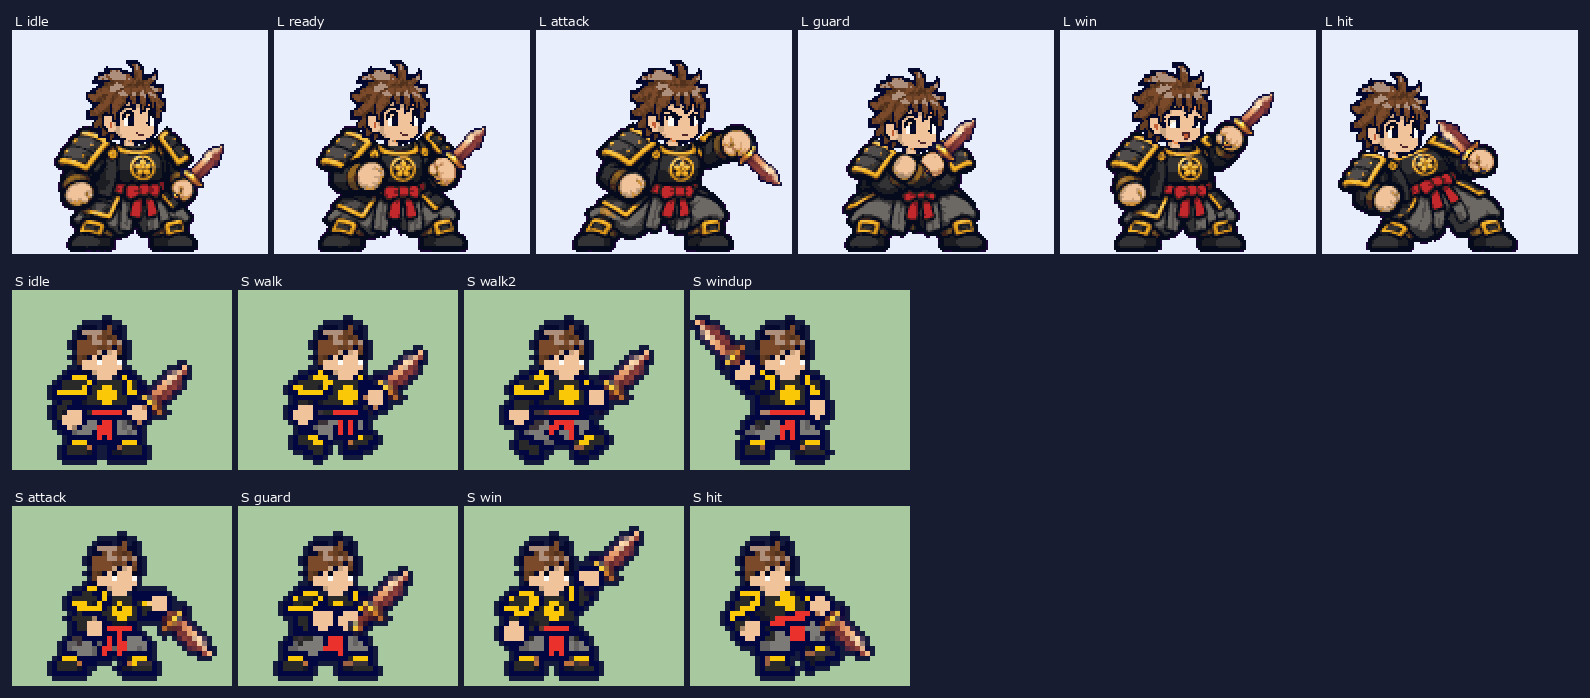 L idle
L ready
L attack
L guard
L win
L hit
S idle
S walk
S walk2
S windup
S attack
S guard
S win
S hit